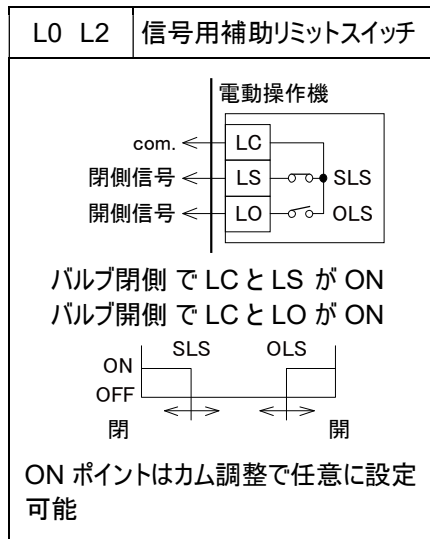 L0 L2 信号用補助リミットスイッチ
電動操作機
com. LC
閉側信号 LS SLS
開側信号 LO OLS
バルブ閉側 で LC と LS が ON
バルブ開側 で LC と LO が ON
SLS OLS
ON
OFF
閉 開
ON ポイントはカム調整で任意に設定
可能